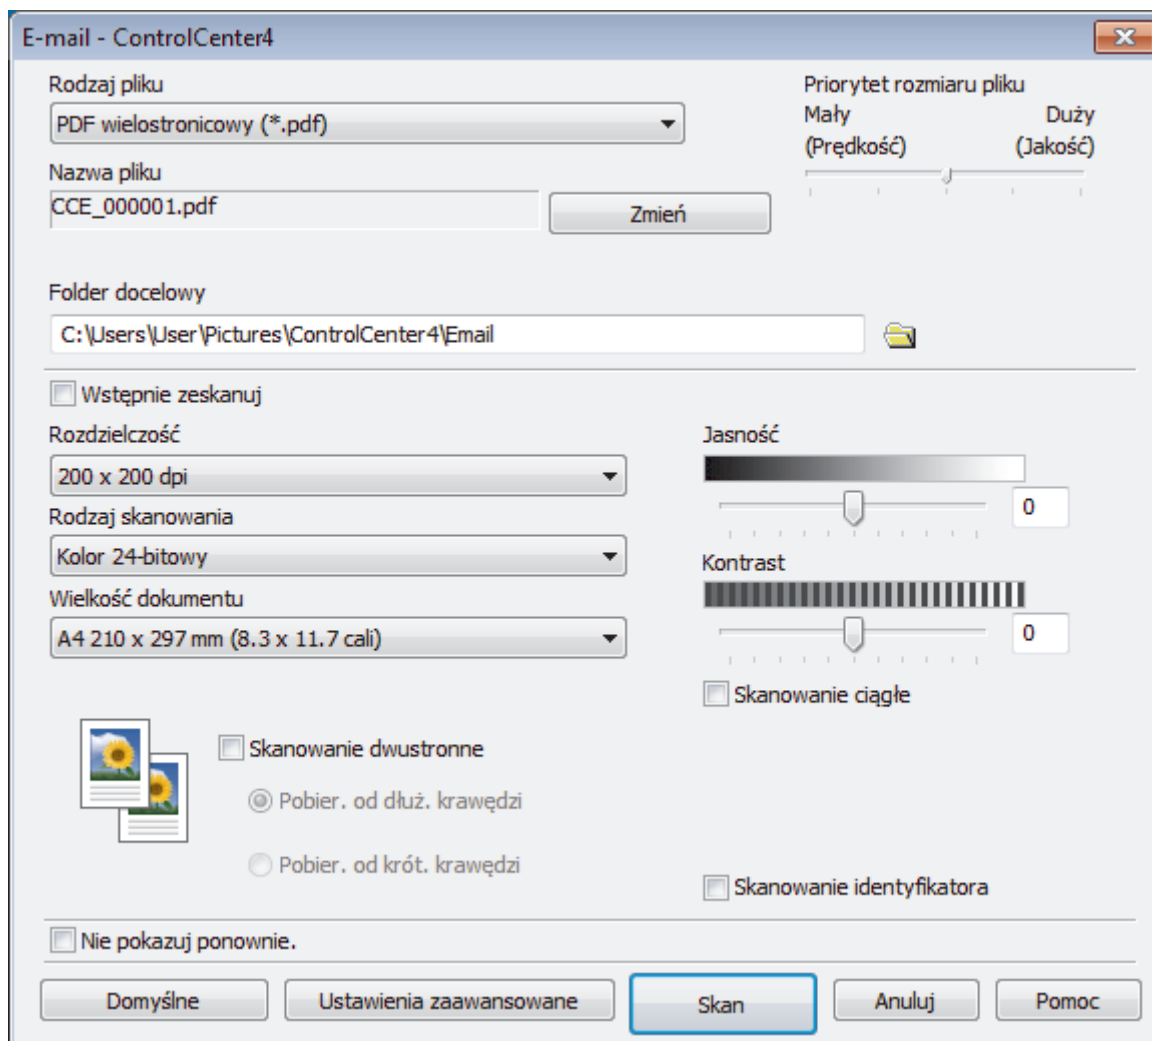 E-mail - ControlCenter4
Rodzaj pliku
PDF wielostronicowy (*.pdf)
Priorytet rozmiaru pliku
Mały Duży
(Prędkość) (Jakość)
Nazwa pliku
CCE_000001.pdf
Zmień
Folder docelowy
C:\Users\User\Pictures\ControlCenter4\Email
Wstępnie zeskanuj
Rozdzielczość
200 x 200 dpi
Rodzaj skanowania
Kolor 24-bitowy
Wielkość dokumentu
A4 210 x 297 mm (8.3 x 11.7 cali)
Jasność
0
Kontrast
0
Skanowanie ciągłe
Skanowanie dwustronne
Pobier. od dłuż. krawędzi
Pobier. od krót. krawędzi
Skanowanie identyfikatora
Nie pokazuj ponownie.
Domyślne Ustawienia zaawansowane Skan Anuluj Pomoc